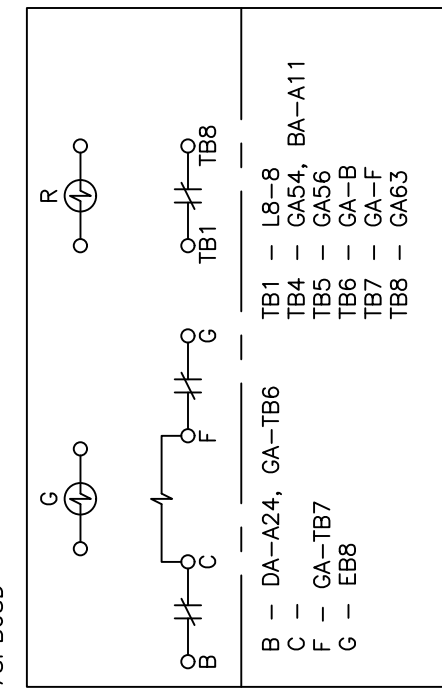 G
R
B
C
F
G
TB1
TB8
B – DA–A24, GA–TB6
C –
F – GA–TB7
G – EB8
TB1 – L8–8
TB4 – GA54, BA–A11
TB5 – GA56
TB6 – GA–B
TB7 – GA–F
TB8 – GA63